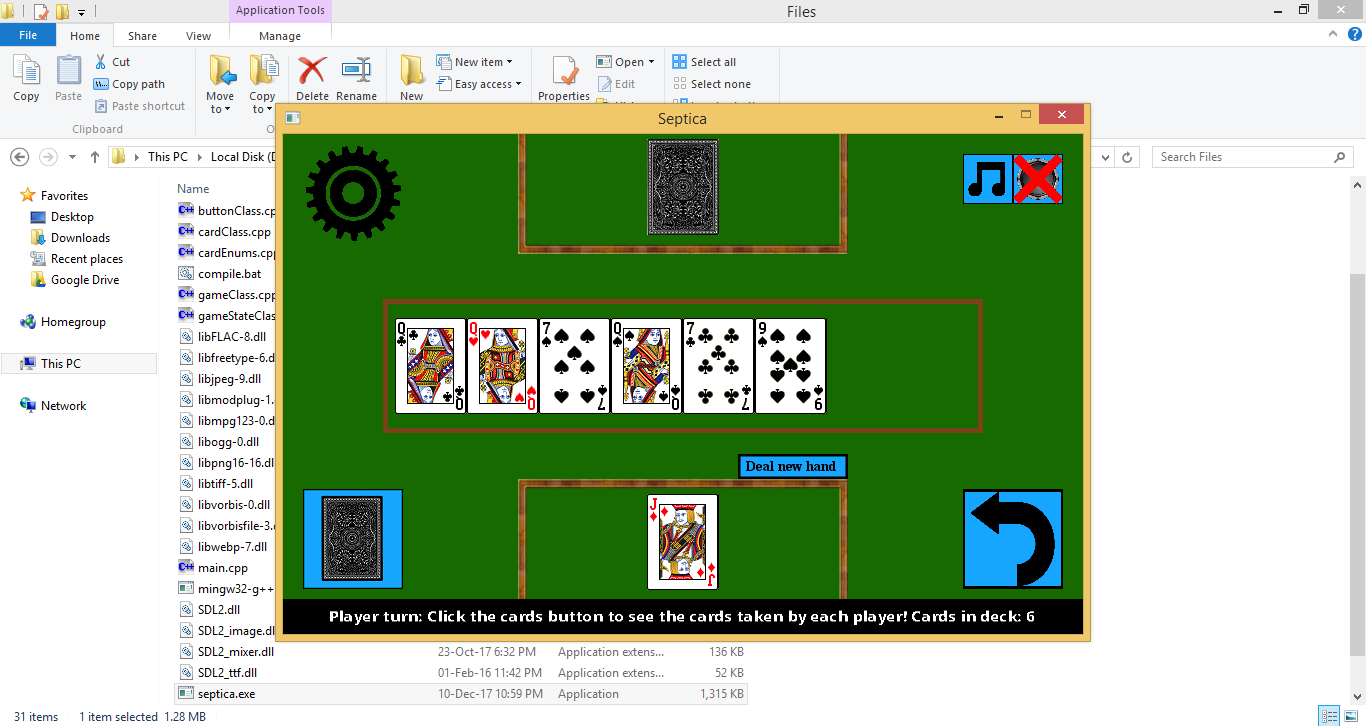 Application Tools
Files
File
Home
Share
View
Manage
Copy
Paste
Cut
Copy path
Paste shortcut
Clipboard
Move to
Copy to
Delete
Rename
New
New item
Easy access
Properties
Open
Edit
Select all
Select none
This PC
Local Disk (D
Search Files
Favorites
Desktop
Downloads
Recent places
Google Drive
Homegroup
This PC
Network
Name
buttonClass.cp
cardClass.cpp
cardEnums.cpp
compile.bat
gameClass.cpp
gameStateClas
libFLAC-8.dll
libfreetype-6.d
libjpeg-9.dll
libmodplug-1.
libmpg123-0.d
libogg-0.dll
libpng16-16.dl
libtiff-5.dll
libvorbis-0.dll
libvorbisfile-3.
libwebp-7.dll
main.cpp
mingw32-g++
SDL2.dll
SDL2_image.dl
SDL2_mixer.dll 23-Oct-17 6:32 PM Application extens... 136 KB
SDL2_ttf.dll 01-Feb-16 11:42 PM Application extens... 52 KB
septica.exe 10-Dec-17 10:59 PM Application 1,315 KB
31 items 1 item selected 1.28 MB
Septica
Q Q 7 Q 7 9
Q Q 7 Q 7 9
Deal new hand
J
J
Player turn: Click the cards button to see the cards taken by each player! Cards in deck: 6